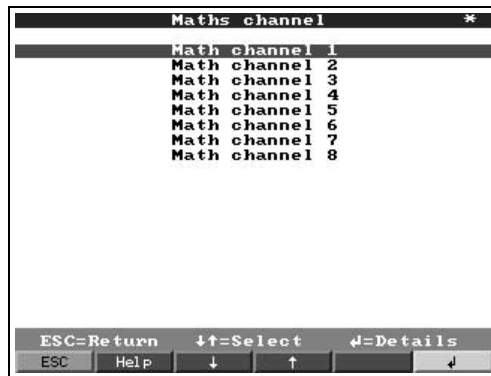 Maths channel *
Math channel 1
Math channel 2
Math channel 3
Math channel 4
Math channel 5
Math channel 6
Math channel 7
Math channel 8
ESC=Return ↓↑=Select ↲=Details
ESC Help ↓ ↑ ↲